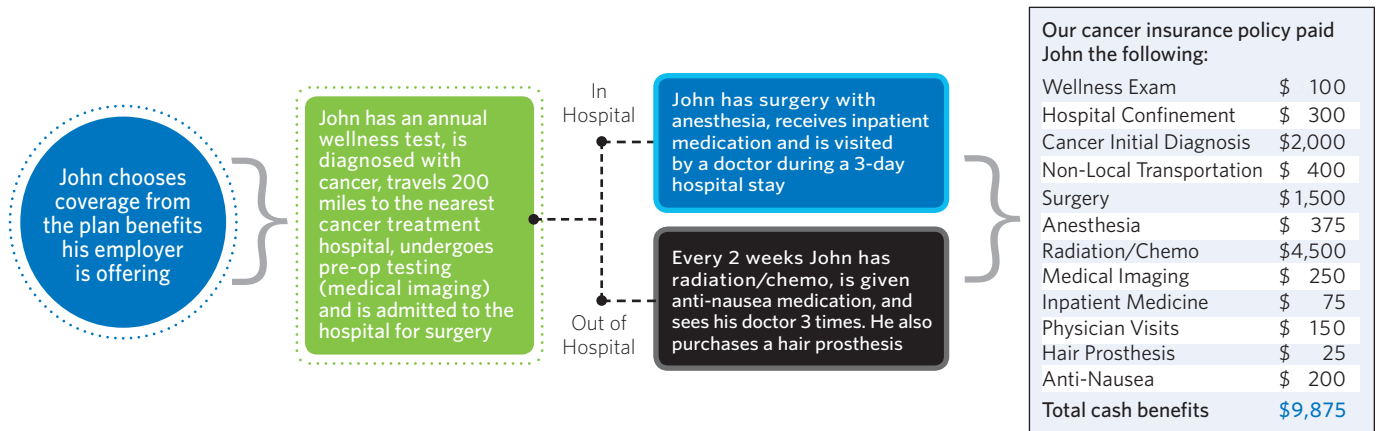 John chooses
coverage from
the plan benefits
his employer
is offering
John has an annual
wellness test, is
diagnosed with
cancer, travels 200
miles to the nearest
cancer treatment
hospital, undergoes
pre-op testing
(medical imaging)
and is admitted to the
hospital for surgery
In
Hospital
John has surgery with
anesthesia, receives inpatient
medication and is visited
by a doctor during a 3-day
hospital stay
Out of
Hospital
Every 2 weeks John has
radiation/chemo, is given
anti-nausea medication, and
sees his doctor 3 times. He also
purchases a hair prosthesis
Our cancer insurance policy paid
John the following:
Wellness Exam $ 100
Hospital Confinement $ 300
Cancer Initial Diagnosis $2,000
Non-Local Transportation $ 400
Surgery $1,500
Anesthesia $ 375
Radiation/Chemo $4,500
Medical Imaging $ 250
Inpatient Medicine $ 75
Physician Visits $ 150
Hair Prosthesis $ 25
Anti-Nausea $ 200
Total cash benefits $9,875